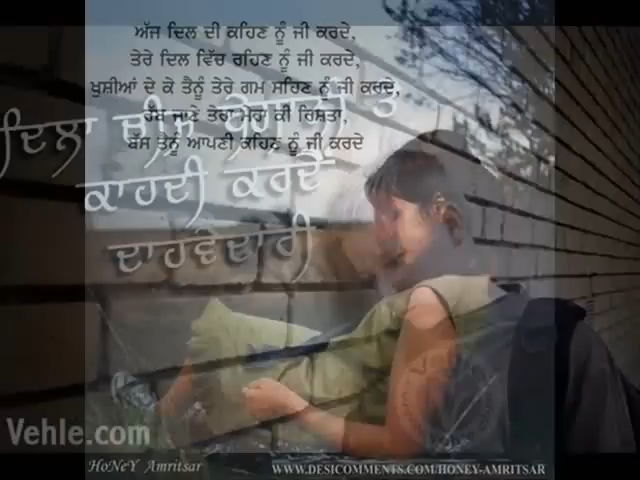 ਅੱਜ ਦਿਲ ਦੀ ਕਹਿਣ ਨੂੰ ਜੀ ਕਰਦੇ,
ਤੇਰੇ ਦਿਲ ਵਿੱਚ ਰਹਿਣ ਨੂੰ ਜੀ ਕਰਦੇ,
ਖੁਸ਼ੀਆਂ ਦੇ ਕੇ ਤੈਨੂੰ ਤੇਰੇ ਗਮ ਸਹਿਣ ਨੂੰ ਜੀ ਕਰਦੇ,
ਰੱਬ ਜਾਣੇ ਤੇਰਾ ਮੇਰਾ ਕੀ ਰਿਸ਼ਤਾ,
ਬੱਸ ਤੈਨੂੰ ਆਪਣੀ ਕਹਿਣ ਨੂੰ ਜੀ ਕਰਦੇ
ਦਿਲਾ ਚੀਜ਼
ਕਾਹਦੀ ਕਰਦੈਂ
ਦਾਹਵੇਦਾਰੀ
Vehle.com
HoNeY Amritsar
WWW.DESICOMMENTS.COM/HONEY-AMRITSAR